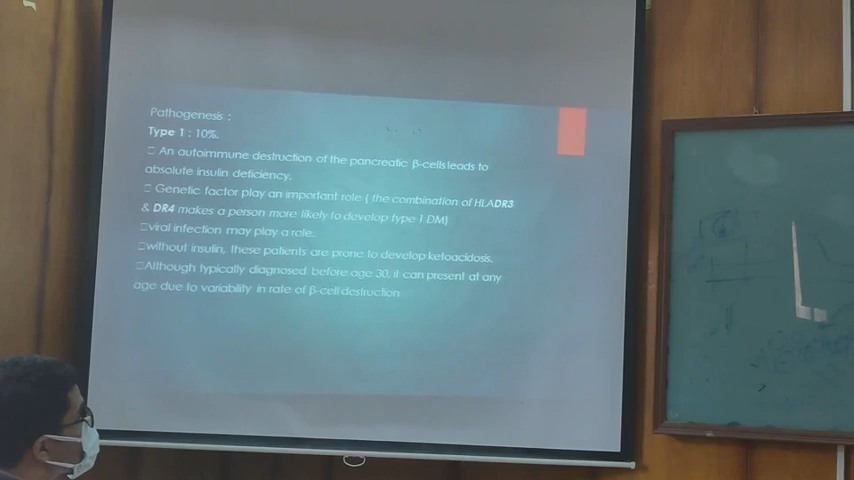 Pathogenesis :
Type 1 : 10%.
□ An autoimmune destruction of the pancreatic β-cells leads to
absolute insulin deficiency.
□ Genetic factor play an important role ( the combination of HLADR3
& DR4 makes a person more likely to develop type 1 DM)
□viral infection may play a role.
□without insulin, these patients are prone to develop ketoacidosis.
□Although typically diagnosed before age 30, it can present at any
age due to variability in rate of β-cell destruction